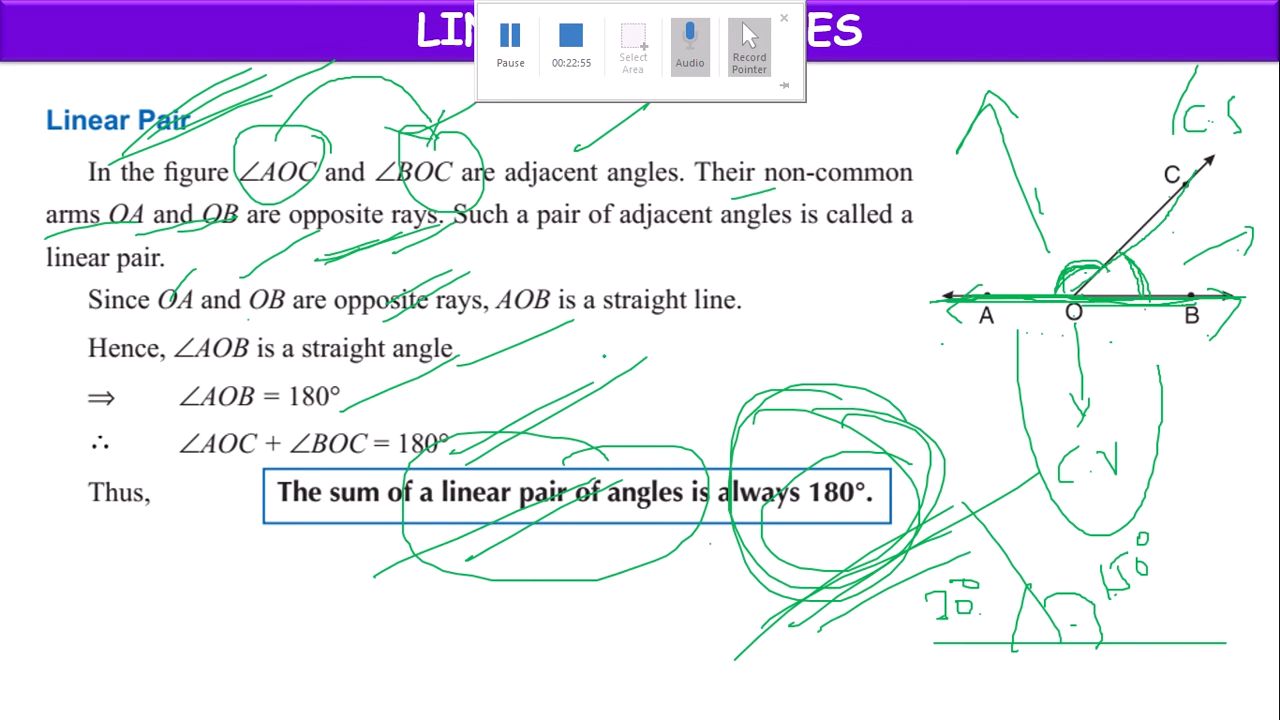 LIN ES
Pause 00:22:55 Select Area Audio Record Pointer
Linear Pair
In the figure ∠AOC and ∠BOC are adjacent angles. Their non-common
arms OA and OB are opposite rays. Such a pair of adjacent angles is called a
linear pair.
Since OA and OB are opposite rays, AOB is a straight line.
Hence, ∠AOB is a straight angle
⇒ ∠AOB = 180°
∴ ∠AOC + ∠BOC = 180°
Thus, The sum of a linear pair of angles is always 180°.
C.S
C
A O B
C.V